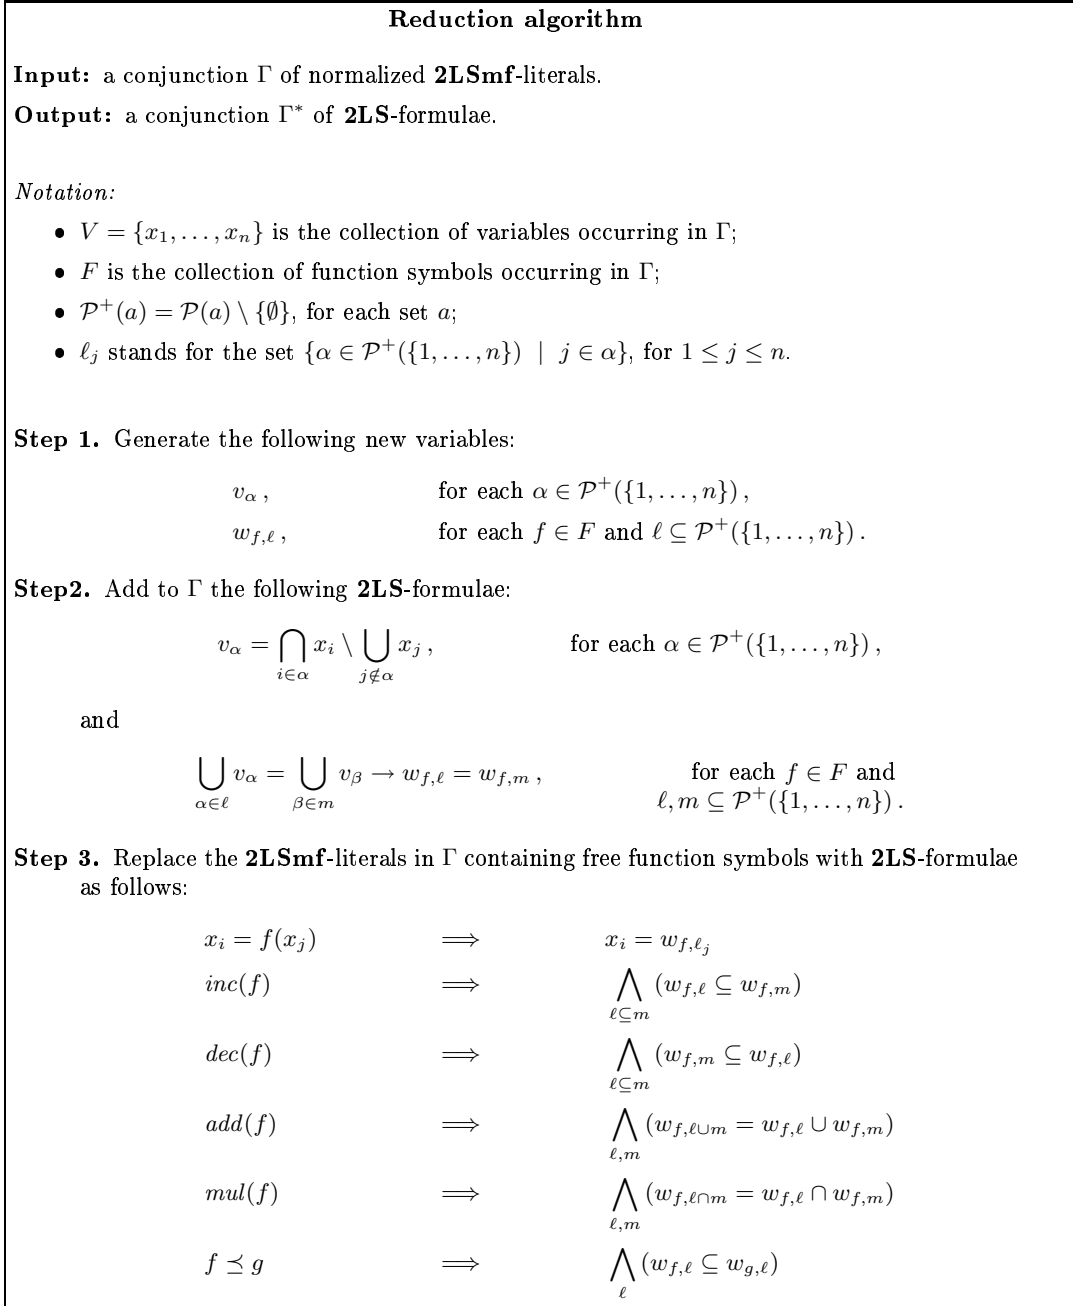 Reduction algorithm
Input: a conjunction Γ of normalized 2LSmf-literals.
Output: a conjunction Γ* of 2LS-formulae.
Notation:
• V = {x₁, . . . , xₙ} is the collection of variables occurring in Γ;
• F is the collection of function symbols occurring in Γ;
• 𝒫⁺(a) = 𝒫(a) \ {∅}, for each set a;
• ℓⱼ stands for the set {α ∈ 𝒫⁺({1, . . . , n}) | j ∈ α}, for 1 ≤ j ≤ n.
Step 1. Generate the following new variables:
v_α , for each α ∈ 𝒫⁺({1, . . . , n}) ,
w_{f,ℓ} , for each f ∈ F and ℓ ⊆ 𝒫⁺({1, . . . , n}) .
Step2. Add to Γ the following 2LS-formulae:
v_α = ⋂_{i∈α} x_i \ ⋃_{j∉α} x_j , for each α ∈ 𝒫⁺({1, . . . , n}) ,
and
⋃_{α∈ℓ} v_α = ⋃_{β∈m} v_β → w_{f,ℓ} = w_{f,m} , for each f ∈ F and
ℓ, m ⊆ 𝒫⁺({1, . . . , n}) .
Step 3. Replace the 2LSmf-literals in Γ containing free function symbols with 2LS-formulae
as follows:
x_i = f(x_j) ⟹ x_i = w_{f,ℓ_j}
inc(f) ⟹ ⋀_{ℓ⊆m} (w_{f,ℓ} ⊆ w_{f,m})
dec(f) ⟹ ⋀_{ℓ⊆m} (w_{f,m} ⊆ w_{f,ℓ})
add(f) ⟹ ⋀_{ℓ,m} (w_{f,ℓ∪m} = w_{f,ℓ} ∪ w_{f,m})
mul(f) ⟹ ⋀_{ℓ,m} (w_{f,ℓ∩m} = w_{f,ℓ} ∩ w_{f,m})
f ⪯ g ⟹ ⋀_ℓ (w_{f,ℓ} ⊆ w_{g,ℓ})